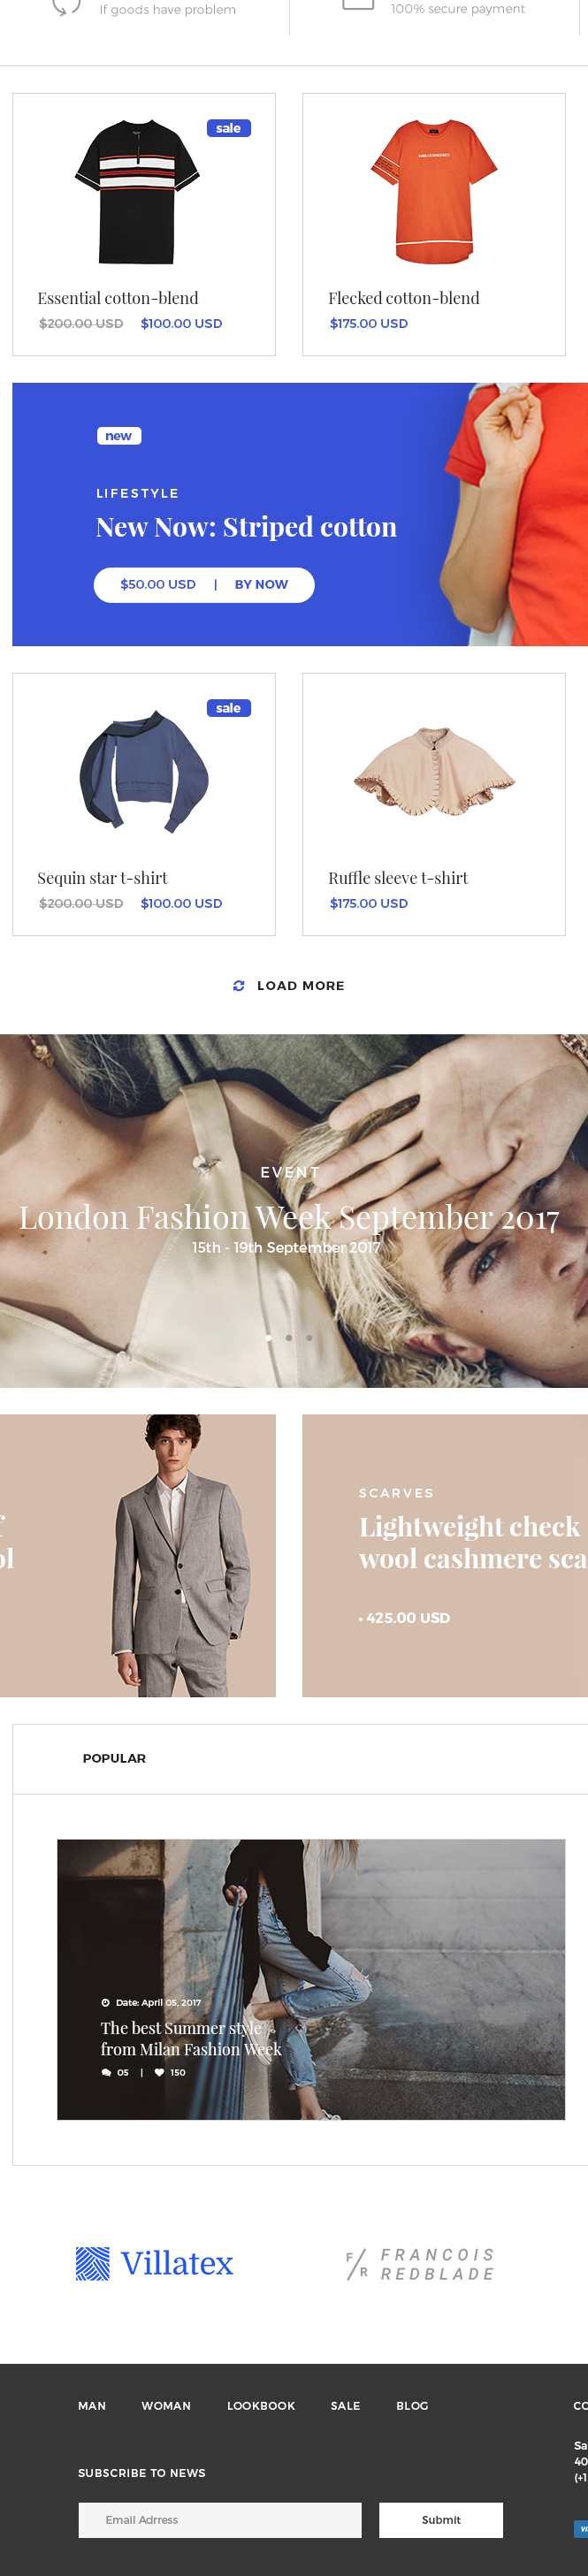 If goods have problem
100% secure payment
sale
Essential cotton-blend
$200.00 USD $100.00 USD
Flecked cotton-blend
$175.00 USD
new
LIFESTYLE
New Now: Striped cotton
$50.00 USD | BY NOW
sale
Sequin star t-shirt
$200.00 USD $100.00 USD
Ruffle sleeve t-shirt
$175.00 USD
LOAD MORE
EVENT
London Fashion Week September 2017
15th - 19th September 2017
SCARVES
Lightweight check
wool cashmere sca
• 425.00 USD
POPULAR
Date: April 05, 2017
The best Summer style
from Milan Fashion Week
05 | 150
Villatex
F/R FRANCOIS
REDBLADE
MAN WOMAN LOOKBOOK SALE BLOG
SUBSCRIBE TO NEWS
Email Adrress
Submit
CO
Sa
40
(+1